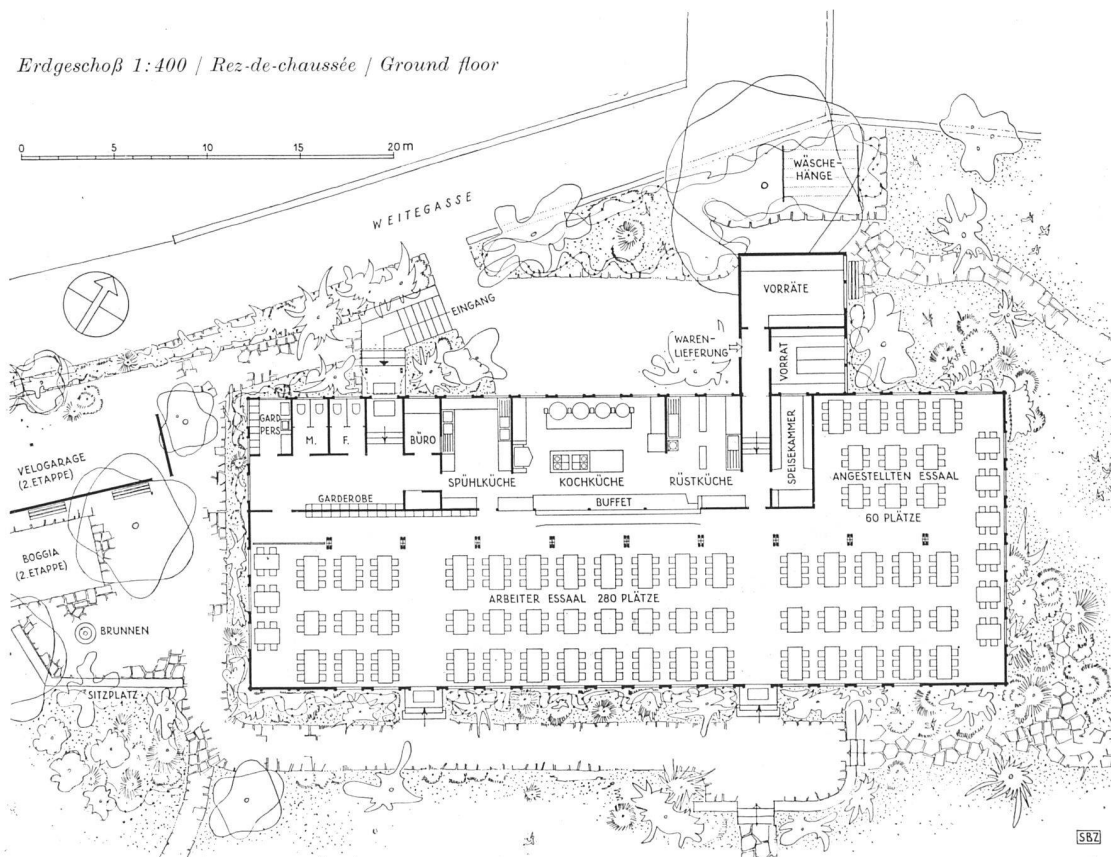 Erdgeschoß 1:400 / Rez-de-chaussée / Ground floor
0 5 10 15 20 m
WEITEGASSE
WÄSCHE-
HÄNGE
EINGANG
VORRÄTE
WAREN-
LIEFERUNG
VORRAT
GARD
PERS
M.
F.
BÜRO
SPÜHLKÜCHE
KOCHKÜCHE
RÜSTKÜCHE
SPEISEKAMMER
ANGESTELLTEN ESSAAL
60 PLÄTZE
VELOGARAGE
(2.ETAPPE)
GARDEROBE
BUFFET
BOGGIA
(2.ETAPPE)
ARBEITER ESSAAL 280 PLÄTZE
BRUNNEN
SITZPLATZ
SBZ